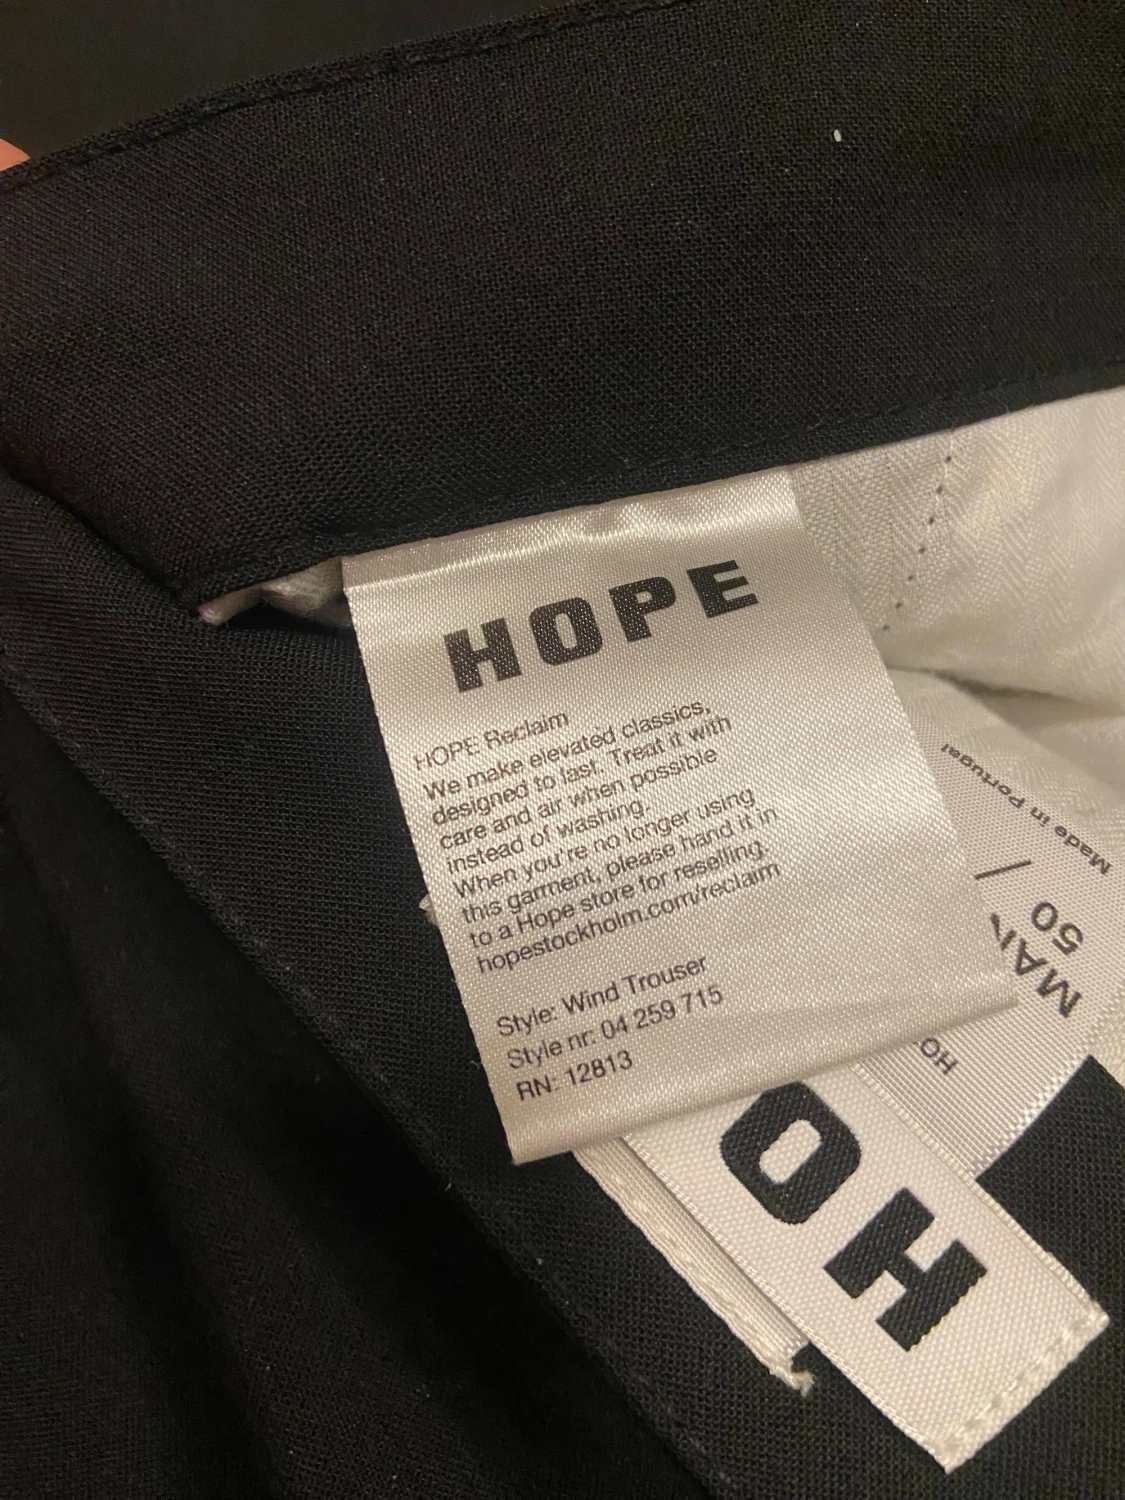 HOPE
HOPE Reclaim
We make elevated classics,
designed to last. Treat it with
care and air when possible
instead of washing.
When you're no longer using
this garment, please hand it in
to a Hope store for reselling.
hopestockholm.com/reclaim
Style: Wind Trouser
Style nr: 04 259 715
RN: 12813
Made in Portugal
/
50
MAN
HO
HO